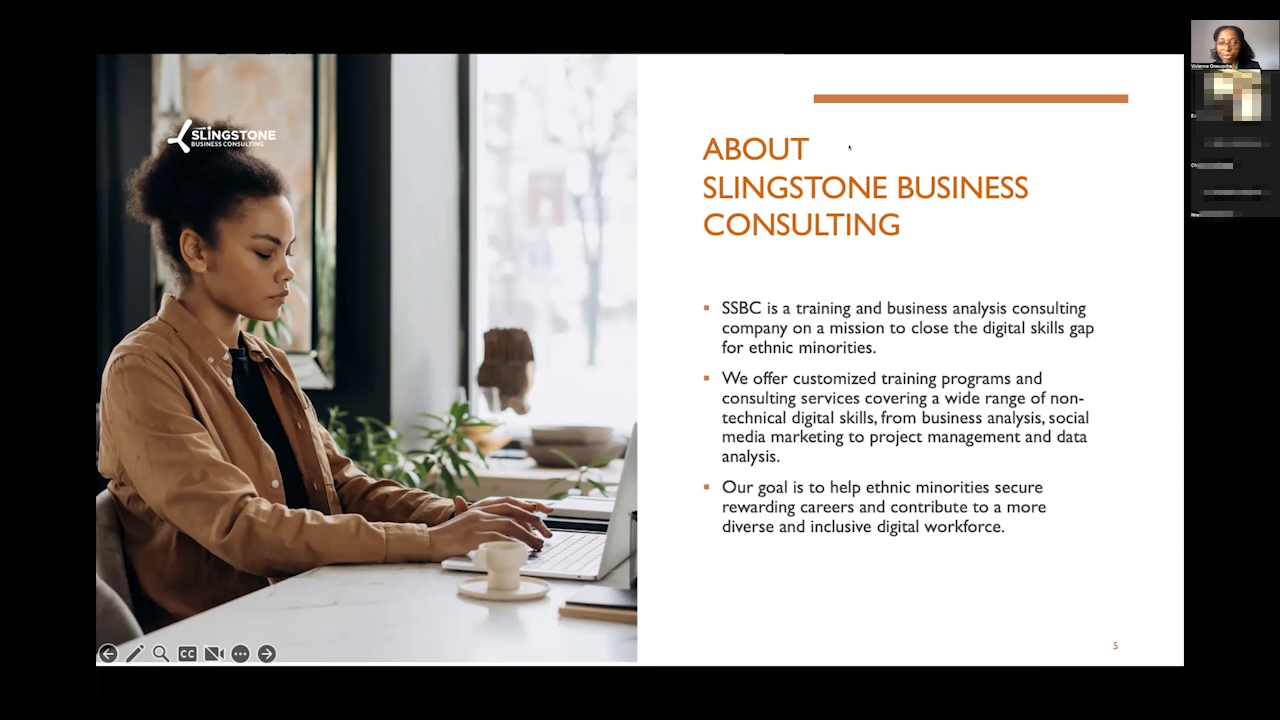 SLINGSTONE
BUSINESS CONSULTING
ABOUT
SLINGSTONE BUSINESS
CONSULTING
SSBC is a training and business analysis consulting
company on a mission to close the digital skills gap
for ethnic minorities.
We offer customized training programs and
consulting services covering a wide range of non-
technical digital skills, from business analysis, social
media marketing to project management and data
analysis.
Our goal is to help ethnic minorities secure
rewarding careers and contribute to a more
diverse and inclusive digital workforce.
5
CC